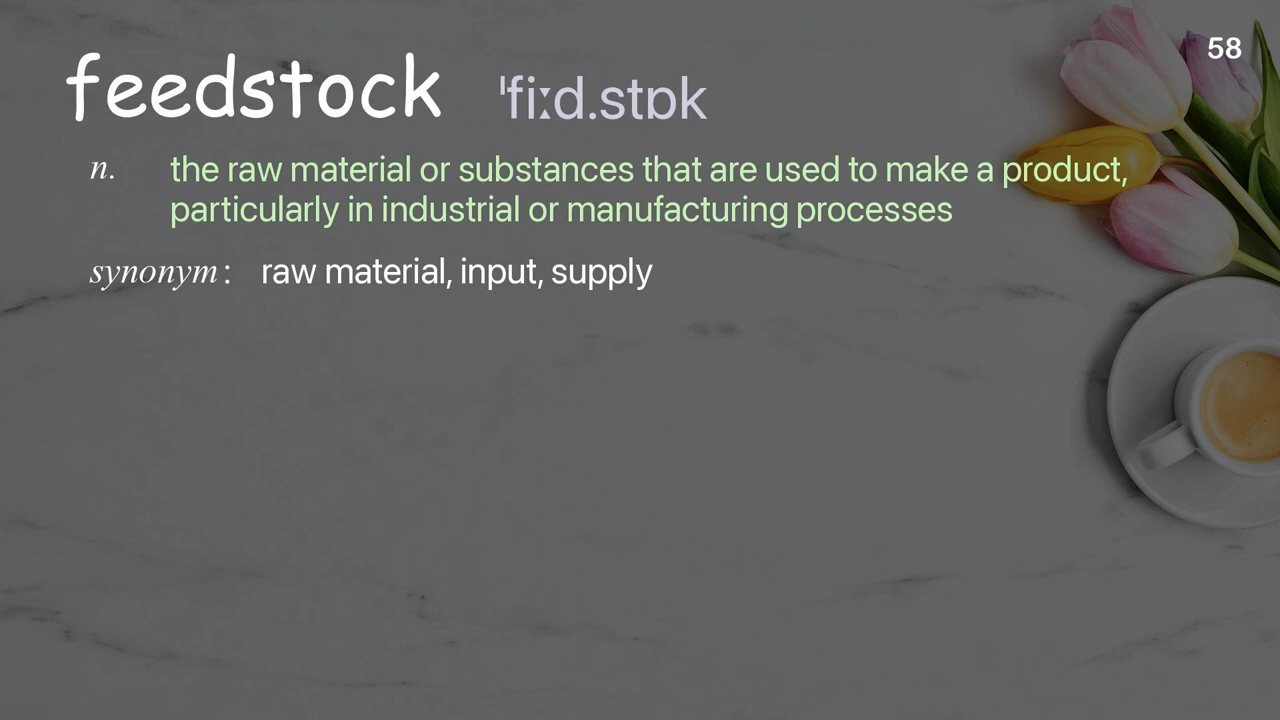 58
feedstock ˈfiːd.stɒk
n. the raw material or substances that are used to make a product,
particularly in industrial or manufacturing processes
synonym: raw material, input, supply